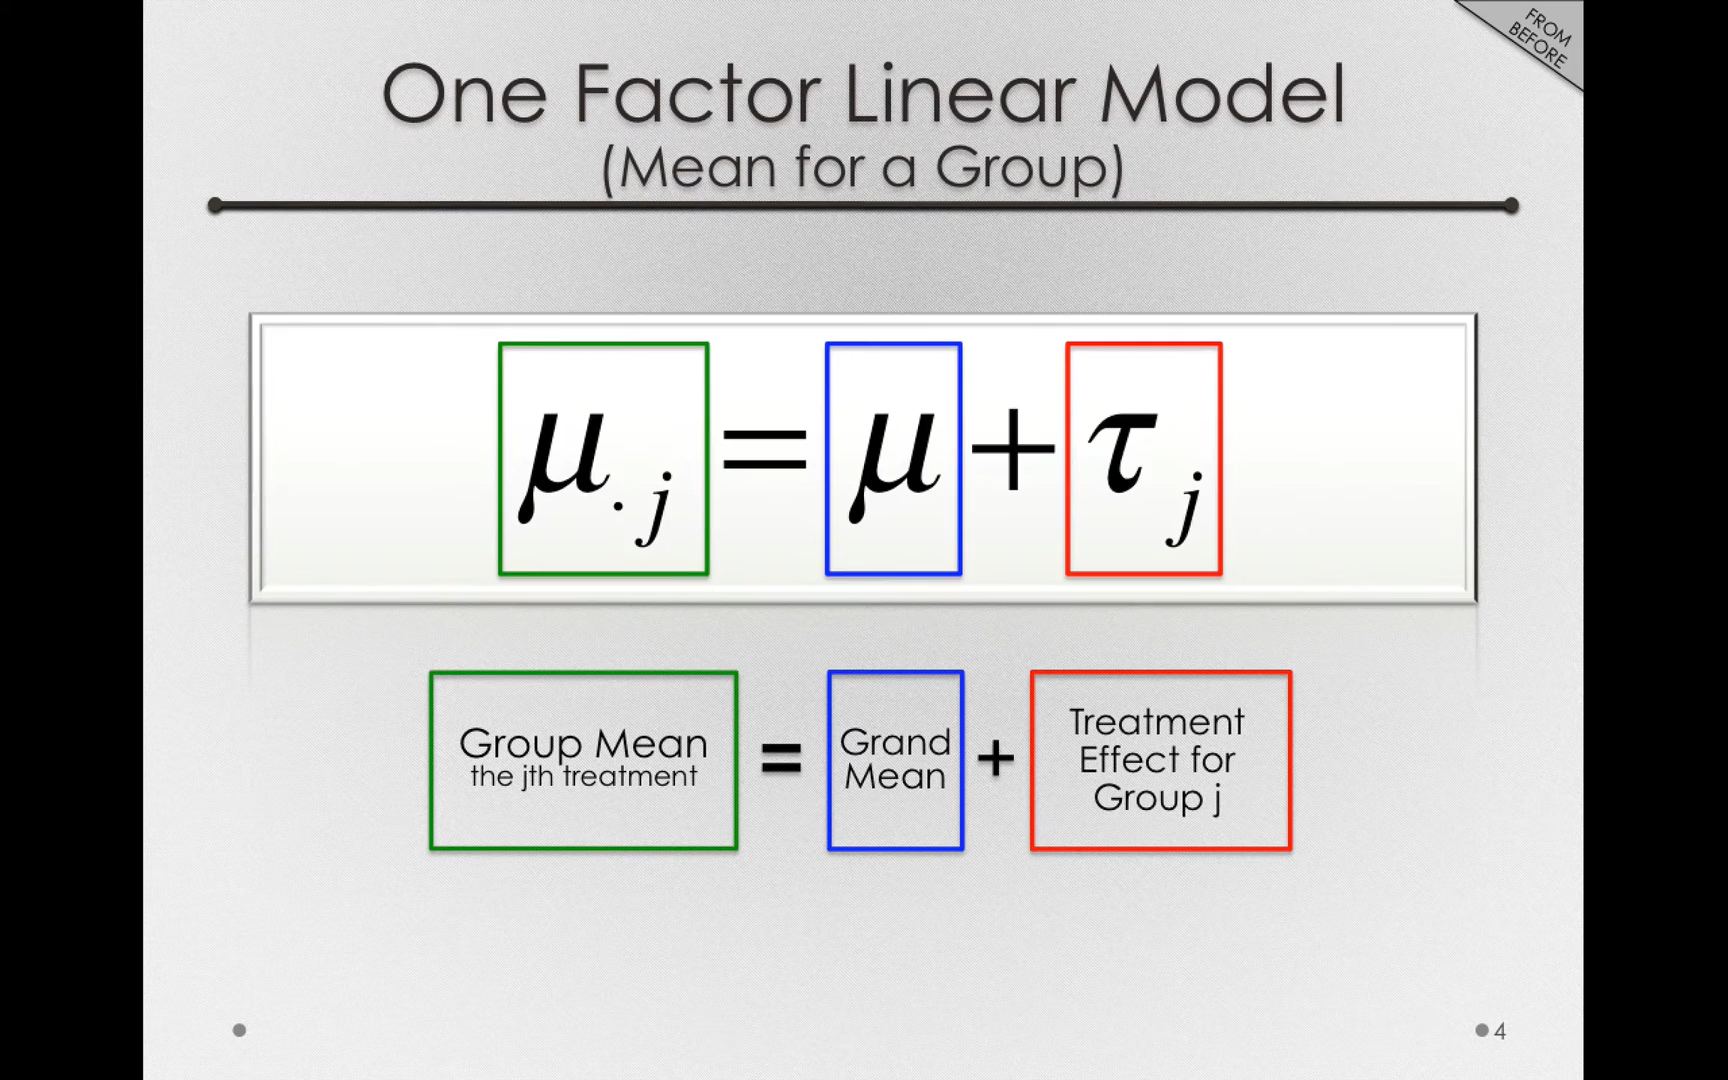 FROM
BEFORE
One Factor Linear Model
(Mean for a Group)
μ.j = μ + τj
Group Mean = Grand + Treatment
the jth treatment Mean Effect for
Group j
4